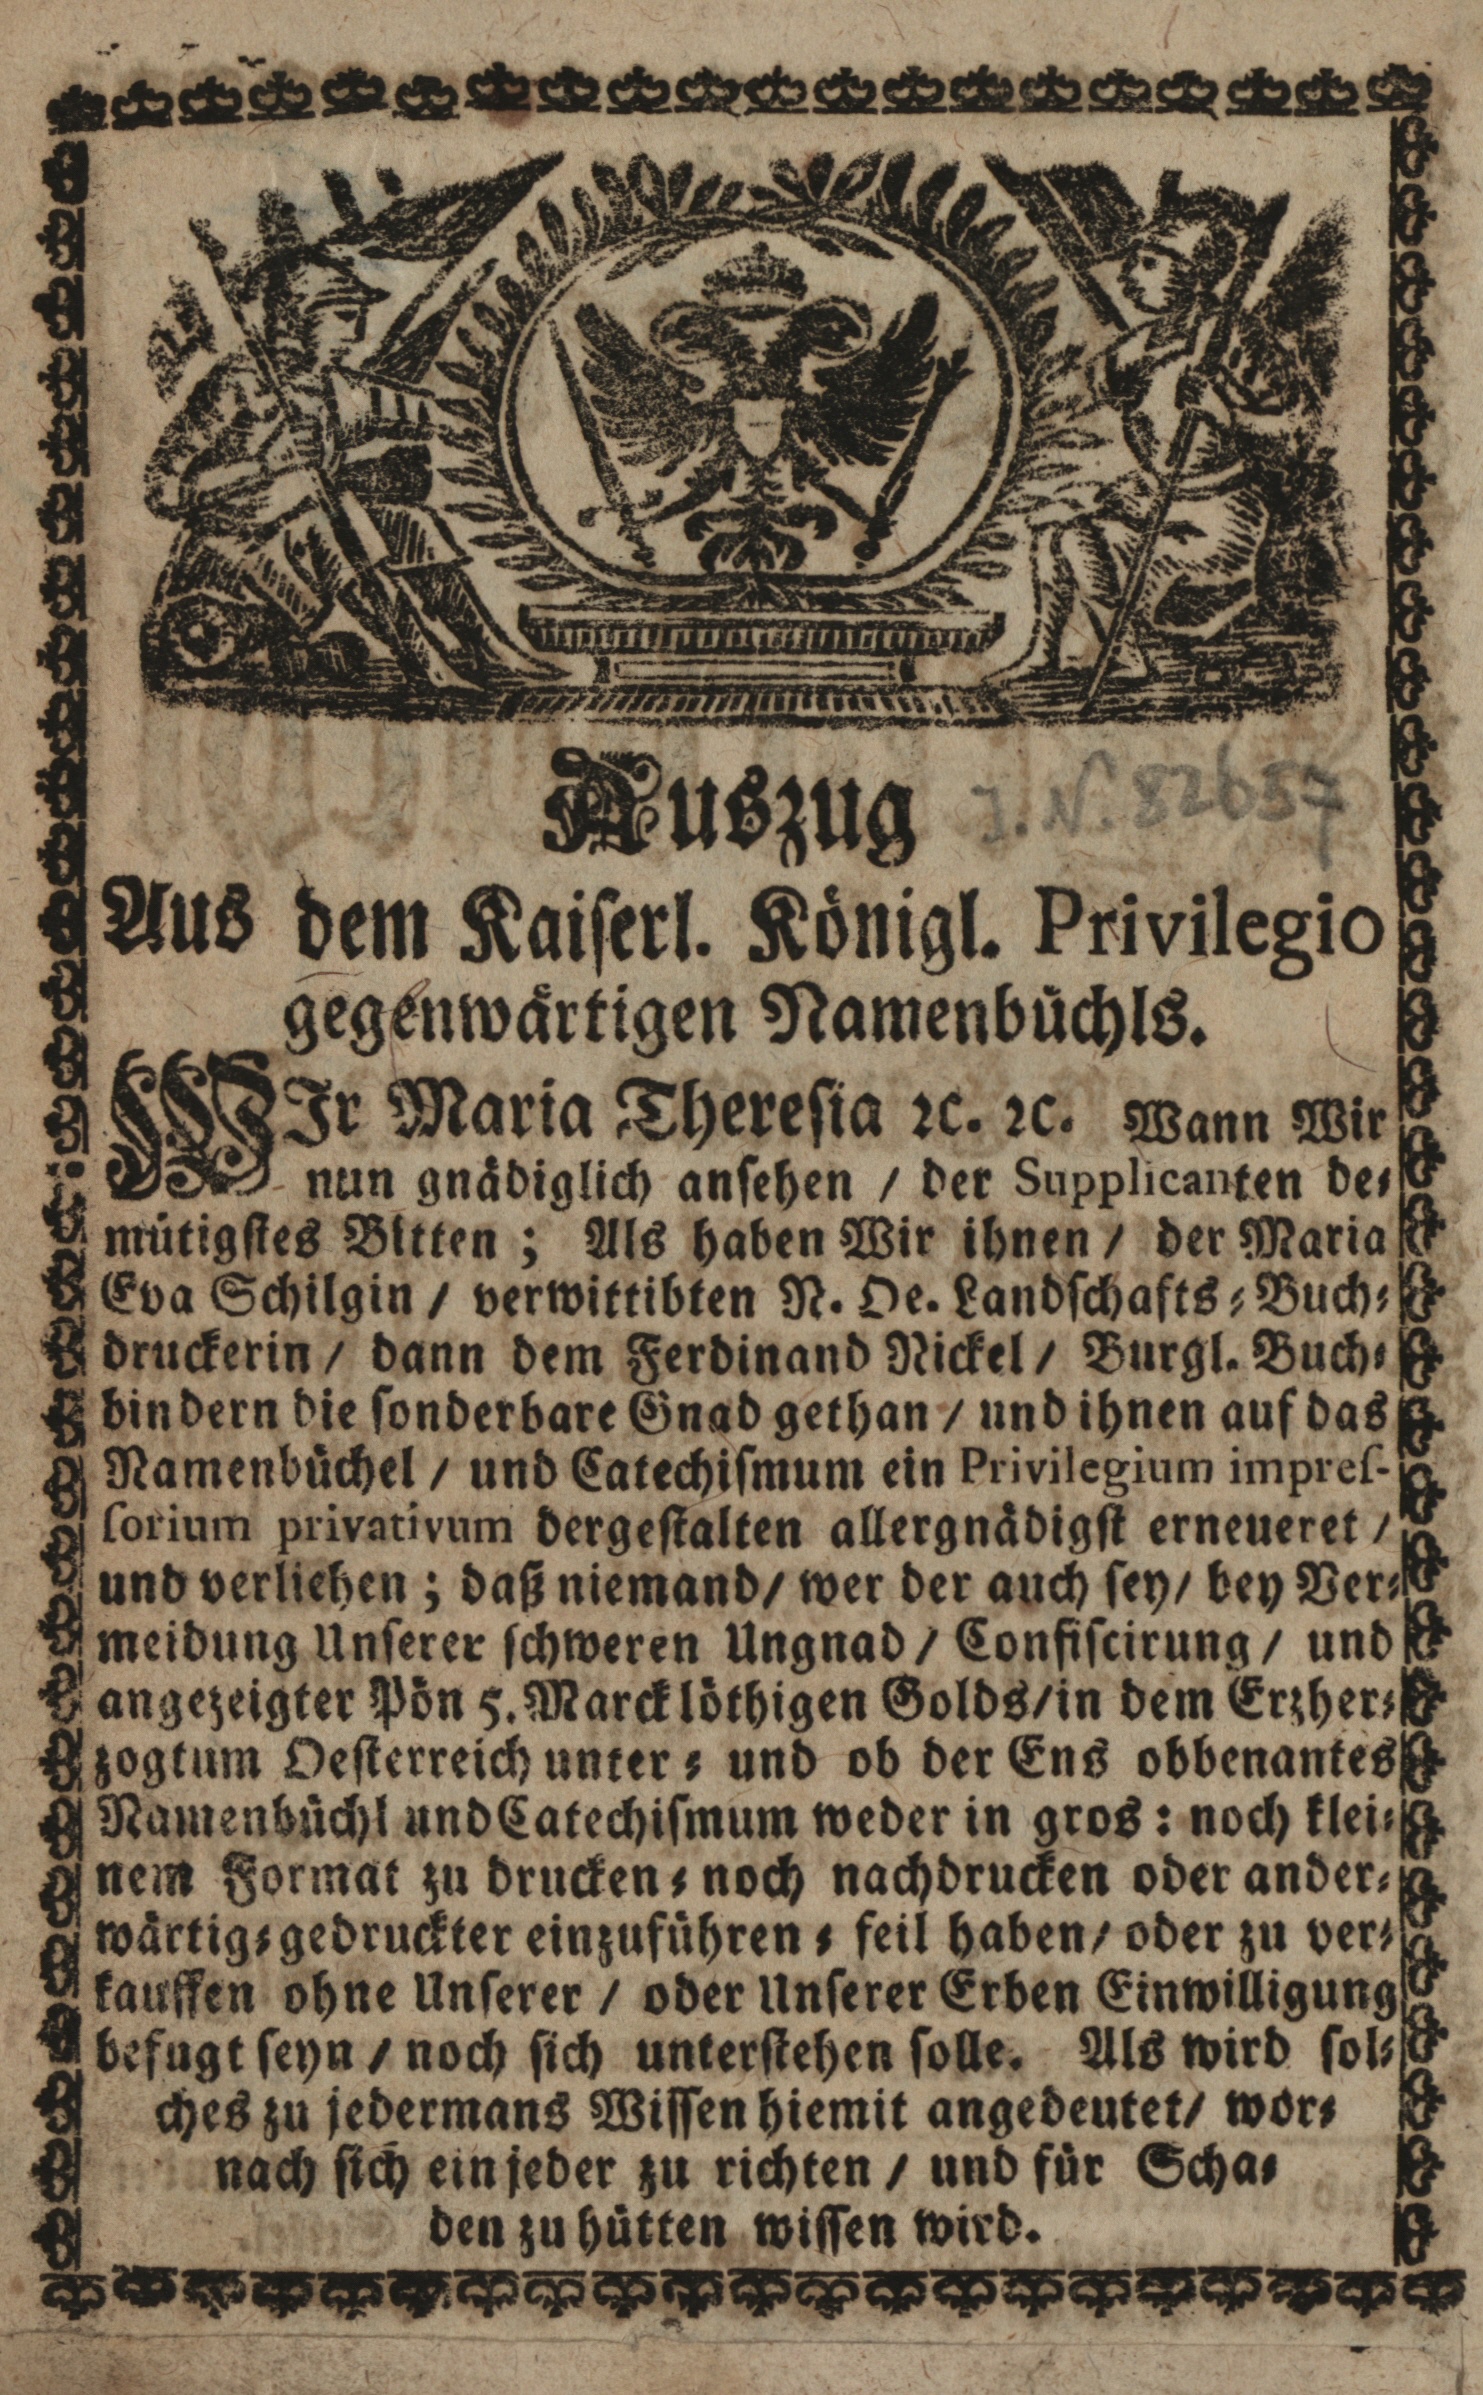 Auszug
J. N. 82657
Aus dem Kaiserl. Königl. Privilegio
gegenwärtigen Namenbüchls.
WIr Maria Theresia ꝛc. ꝛc. Wann Wir
nun gnädiglich ansehen / der Supplicanten de⸗
mütigstes Bitten ; Als haben Wir ihnen / der Maria
Eva Schilgin / verwittibten N. Oe. Landschafts⸗Buch⸗
druckerin / dann dem Ferdinand Nickel / Burgl. Buch⸗
bindern die sonderbare Gnad gethan / und ihnen auf das
Namenbüchel / und Catechismum ein Privilegium impreſ-
ſorium privativum dergestalten allergnädigst erneueret /
und verliehen ; daß niemand / wer der auch sey / bey Ver⸗
meidung Unserer schweren Ungnad / Confiscirung / und
angezeigter Pön 5. Marck löthigen Golds / in dem Erzher⸗
zogtum Oesterreich unter⸗ und ob der Ens obbenantes
Namenbüchl und Catechismum weder in gros : noch klei⸗
nem Format zu drucken⸗ noch nachdrucken oder ander⸗
wärtig⸗gedruckter einzuführen⸗ feil haben / oder zu ver⸗
kauffen ohne Unserer / oder Unserer Erben Einwilligung
befugt seyn / noch sich unterstehen solle. Als wird sol⸗
ches zu jedermans Wissen hiemit angedeutet / wor⸗
nach sich ein jeder zu richten / und für Scha⸗
den zu hütten wissen wird.